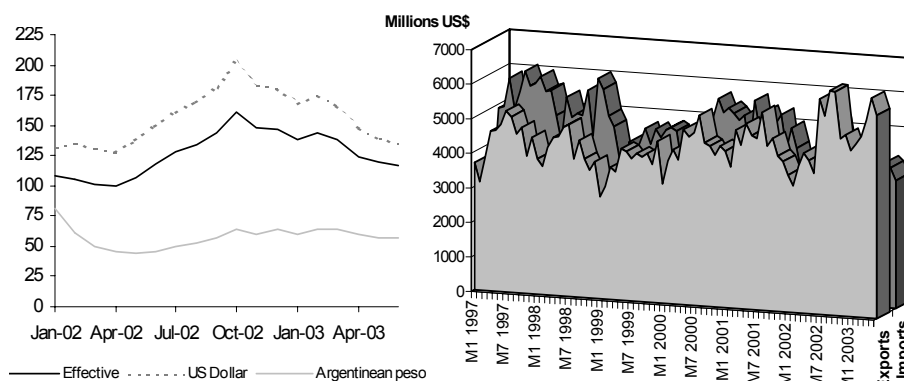 Millions US$
225
200
175
150
125
100
75
50
25
0
Jan-02 Apr-02 Jul-02 Oct-02 Jan-03 Apr-03
Effective US Dollar Argentinean peso
7000
6000
5000
4000
3000
2000
1000
0
M1 1997
M7 1997
M1 1998
M7 1998
M1 1999
M7 1999
M1 2000
M7 2000
M1 2001
M7 2001
M1 2002
M7 2002
M1 2003
Exports
Imports